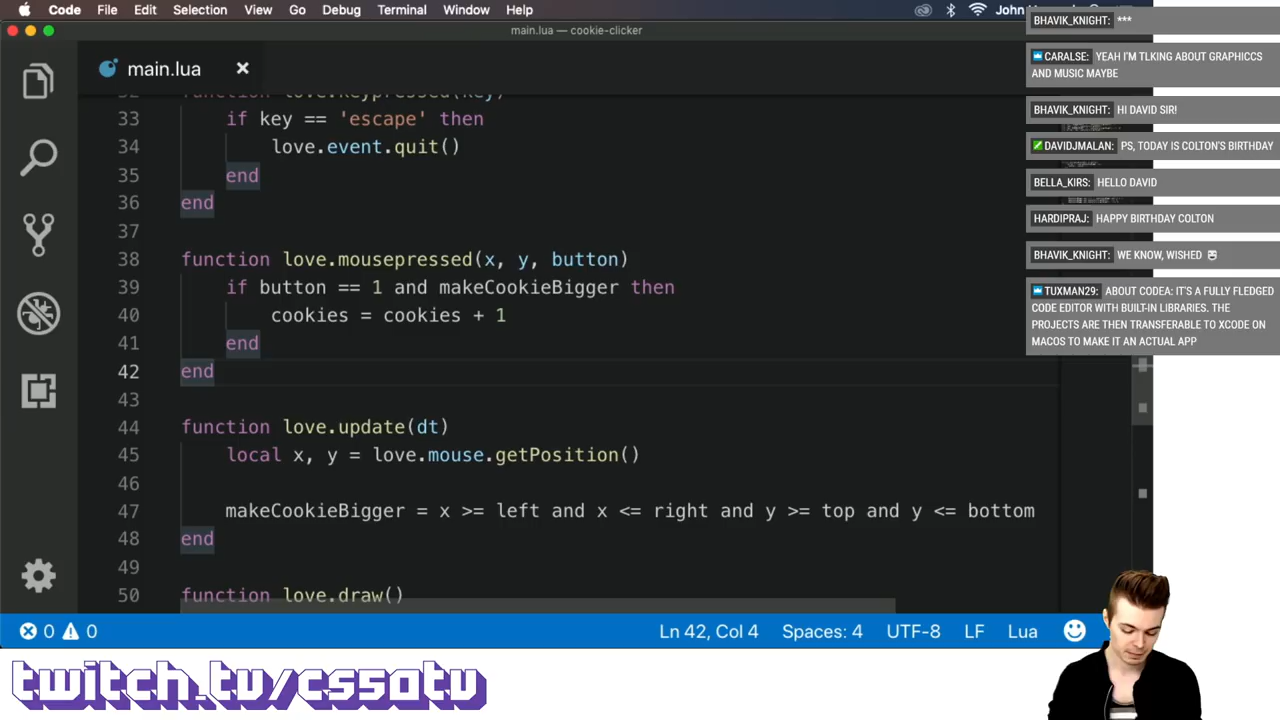 Code File Edit Selection View Go Debug Terminal Window Help
main.lua — cookie-clicker
main.lua
33 if key == 'escape' then
34 love.event.quit()
35 end
36 end
37
38 function love.mousepressed(x, y, button)
39 if button == 1 and makeCookieBigger then
40 cookies = cookies + 1
41 end
42 end
43
44 function love.update(dt)
45 local x, y = love.mouse.getPosition()
46
47 makeCookieBigger = x >= left and x <= right and y >= top and y <= bottom
48 end
49
50 function love.draw()
0 0 Ln 42, Col 4 Spaces: 4 UTF-8 LF Lua
BHAVIK_KNIGHT: ***
CARALSE: YEAH I'M TLKING ABOUT GRAPHICCS
AND MUSIC MAYBE
BHAVIK_KNIGHT: HI DAVID SIR!
DAVIDJMALAN: PS, TODAY IS COLTON'S BIRTHDAY
BELLA_KIRS: HELLO DAVID
HARDIPRAJ: HAPPY BIRTHDAY COLTON
BHAVIK_KNIGHT: WE KNOW, WISHED
TUXMAN29: ABOUT CODEA: IT'S A FULLY FLEDGED
CODE EDITOR WITH BUILT-IN LIBRARIES. THE
PROJECTS ARE THEN TRANSFERABLE TO XCODE ON
MACOS TO MAKE IT AN ACTUAL APP
twitch.tv/cs50tv